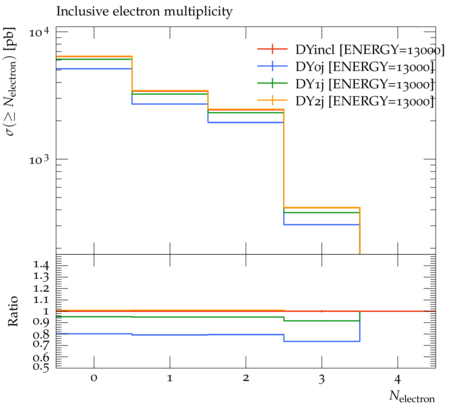 Inclusive electron multiplicity
σ(≥ Nelectron) [pb]
10^4
10^3
DYincl [ENERGY=13000]
DY0j [ENERGY=13000]
DY1j [ENERGY=13000]
DY2j [ENERGY=13000]
Ratio
1.4
1.3
1.2
1.1
1
0.9
0.8
0.7
0.6
0.5
0 1 2 3 4
Nelectron